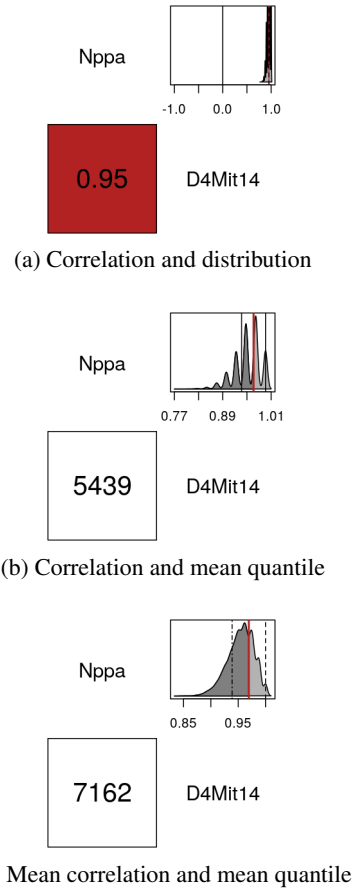 Nppa
-1.0 0.0 1.0
0.95 D4Mit14
(a) Correlation and distribution
Nppa
0.77 0.89 1.01
5439 D4Mit14
(b) Correlation and mean quantile
Nppa
0.85 0.95
7162 D4Mit14
Mean correlation and mean quantile